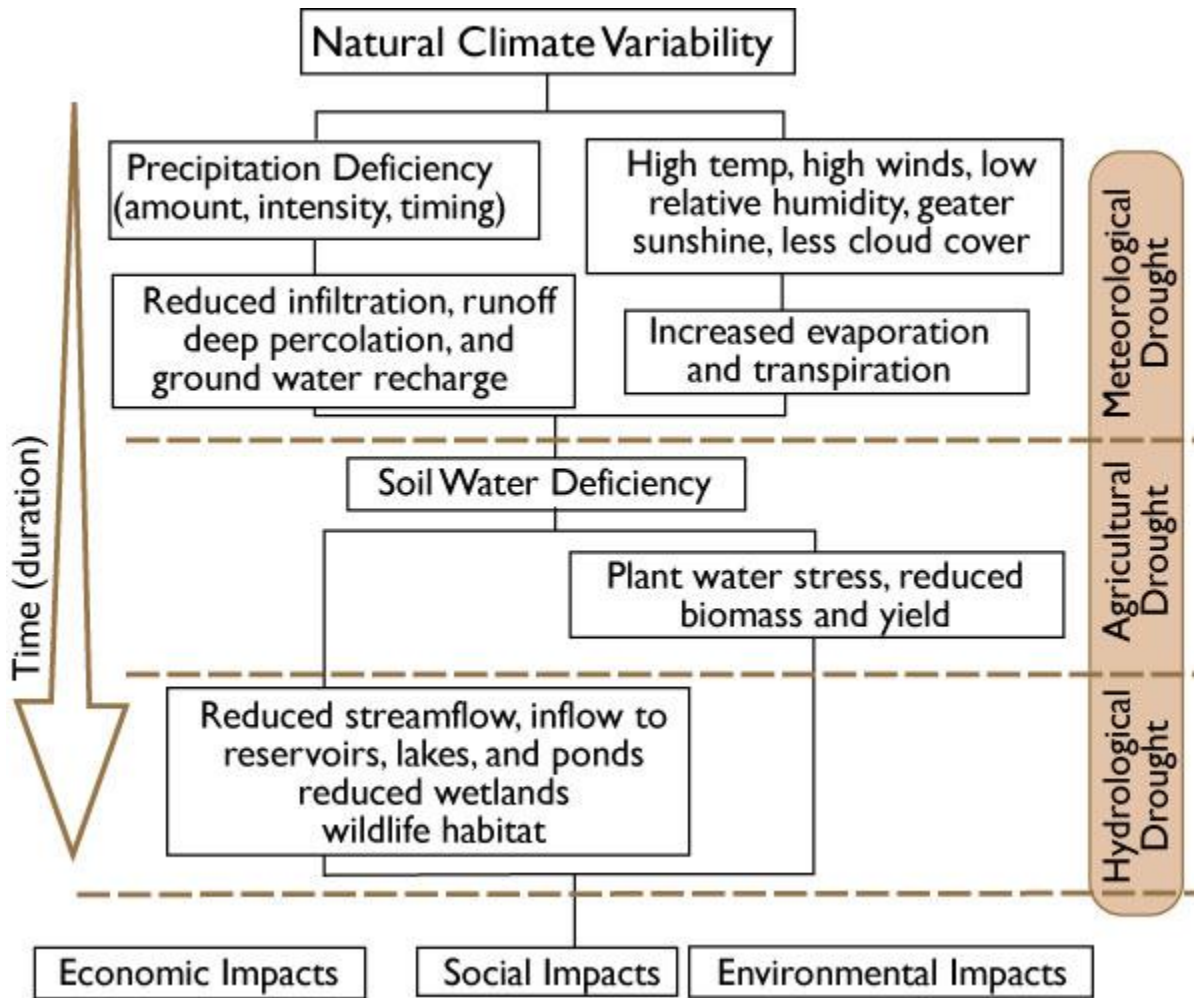 Natural Climate Variability
Precipitation Deficiency
(amount, intensity, timing)
High temp, high winds, low
relative humidity, geater
sunshine, less cloud cover
Reduced infiltration, runoff
deep percolation, and
ground water recharge
Increased evaporation
and transpiration
Meteorological
Drought
Time (duration)
Soil Water Deficiency
Plant water stress, reduced
biomass and yield
Agricultural
Drought
Reduced streamflow, inflow to
reservoirs, lakes, and ponds
reduced wetlands
wildlife habitat
Hydrological
Drought
Economic Impacts
Social Impacts
Environmental Impacts